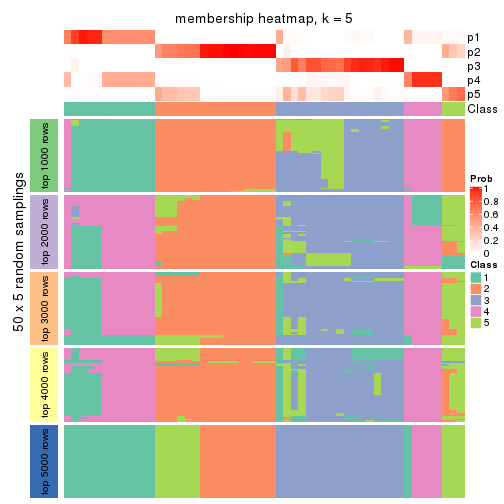 membership heatmap, k = 5
p1
p2
p3
p4
p5
Class
50 x 5 random samplings
top 1000 rows
top 2000 rows
top 3000 rows
top 4000 rows
top 5000 rows
Prob
1
0.8
0.6
0.4
0.2
0
Class
1
2
3
4
5